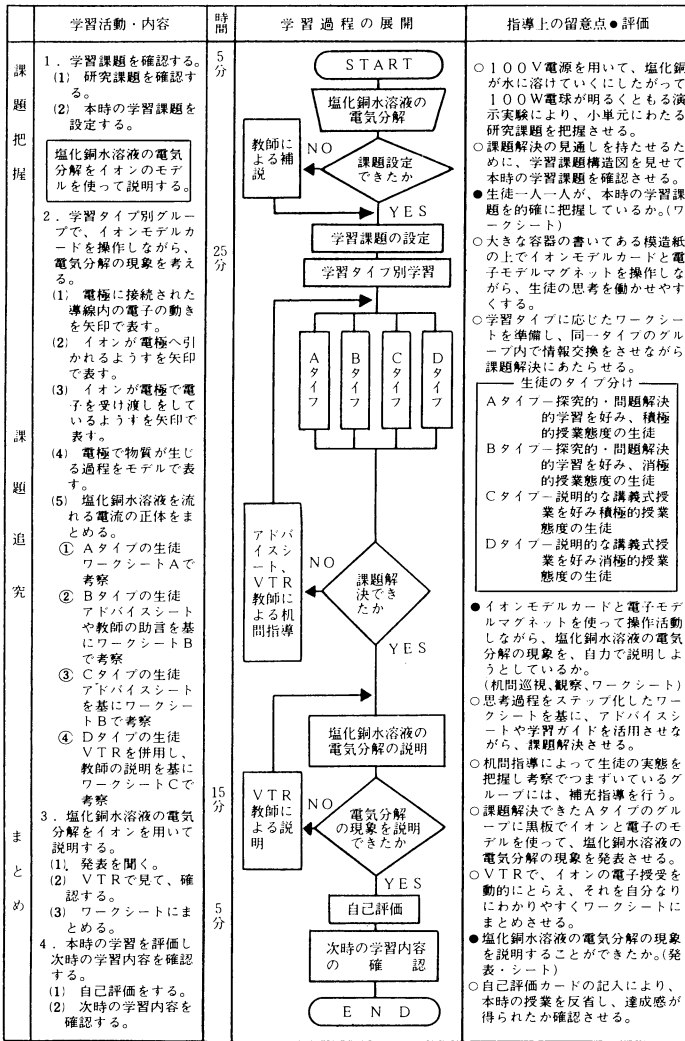 学習活動・内容
時間
学習過程の展開
指導上の留意点●評価
課題把握
1．学習課題を確認する。
(1) 研究課題を確認す
る。
(2) 本時の学習課題を
設定する。
塩化銅水溶液の電気
分解をイオンのモデ
ルを使って説明する。
課題追究
2．学習タイプ別グルー
プで、イオンモデルカ
ードを操作しながら、
電気分解の現象を考え
る。
(1) 電極に接続された
導線内の電子の動き
を矢印で表す。
(2) イオンが電極へ引
かれるようすを矢印
で表す。
(3) イオンが電極で電
子を受け渡しをして
いるようすを矢印で
表す。
(4) 電極で物質が生じ
る過程をモデルで表
す。
(5) 塩化銅水溶液を流
れる電流の正体をま
とめる。
① Aタイプの生徒
ワークシートAで
考察
② Bタイプの生徒
アドバイスシート
や教師の助言を基
にワークシートB
で考察
③ Cタイプの生徒
アドバイスシート
を基にワークシー
トBで考察
④ Dタイプの生徒
VTRを併用し、
教師の説明を基に
ワークシートCで
考察
まとめ
3．塩化銅水溶液の電気
分解をイオンを用いて
説明する。
(1) 発表を聞く。
(2) VTRで見て、確
認する。
(3) ワークシートにま
とめる。
4．本時の学習を評価し
次時の学習内容を確認
する。
(1) 自己評価をする。
(2) 次時の学習内容を
確認する。
5分
25分
15分
5分
START
塩化銅水溶液の
電気分解
教師に
よる補
説
NO
課題設定
できたか
YES
学習課題の設定
学習タイプ別学習
Aタイプ
Bタイプ
Cタイプ
Dタイプ
アドバ
イスシ
ート、
VTR
教師に
よる机
間指導
NO
課題解
決でき
たか
YES
塩化銅水溶液の
電気分解の説明
VTR
教師に
よる説
明
NO
電気分解
の現象を説明
できたか
YES
自己評価
次時の学習内容
の確認
END
○100V電源を用いて、塩化銅
が水に溶けていくにしたがって
100W電球が明るくともる演
示実験により、小単元にわたる
研究課題を把握させる。
○課題解決の見通しを持たせるた
めに、学習課題構造図を見せて
本時の学習課題を確認させる。
●生徒一人一人が、本時の学習課
題を的確に把握しているか。(ワ
ークシート)
○大きな容器の書いてある模造紙
の上でイオンモデルカードと電
子モデルマグネットを操作しな
がら、生徒の思考を働かせやす
くする。
○学習タイプに応じたワークシー
トを準備し、同一タイプのグル
ープ内で情報交換をさせながら
課題解決にあたらせる。
生徒のタイプ分け
Aタイプ―探究的・問題解決
的学習を好み、積極
的授業態度の生徒
Bタイプ―探究的・問題解決
的学習を好み、消極
的授業態度の生徒
Cタイプ―説明的な講義式授
業を好み積極的授業
態度の生徒
Dタイプ―説明的な講義式授
業を好み消極的授業
態度の生徒
●イオンモデルカードと電子モデ
ルマグネットを使って操作活動
しながら、塩化銅水溶液の電気
分解の現象を、自力で説明しよ
うとしているか。
(机間巡視、観察、ワークシート)
○思考過程をステップ化したワー
クシートを基に、アドバイスシ
ートや学習ガイドを活用させな
がら、課題解決させる。
○机間指導によって生徒の実態を
把握し考察でつまずいているグ
ループには、補充指導を行う。
○課題解決できたAタイプのグル
ープに黒板でイオンと電子のモ
デルを使って、塩化銅水溶液の
電気分解の現象を発表させる。
○VTRで、イオンの電子授受を
動的にとらえ、それを自分なり
にわかりやすくワークシートに
まとめさせる。
●塩化銅水溶液の電気分解の現象
を説明することができたか。(発
表・シート)
○自己評価カードの記入により、
本時の授業を反省し、達成感が
得られたか確認させる。